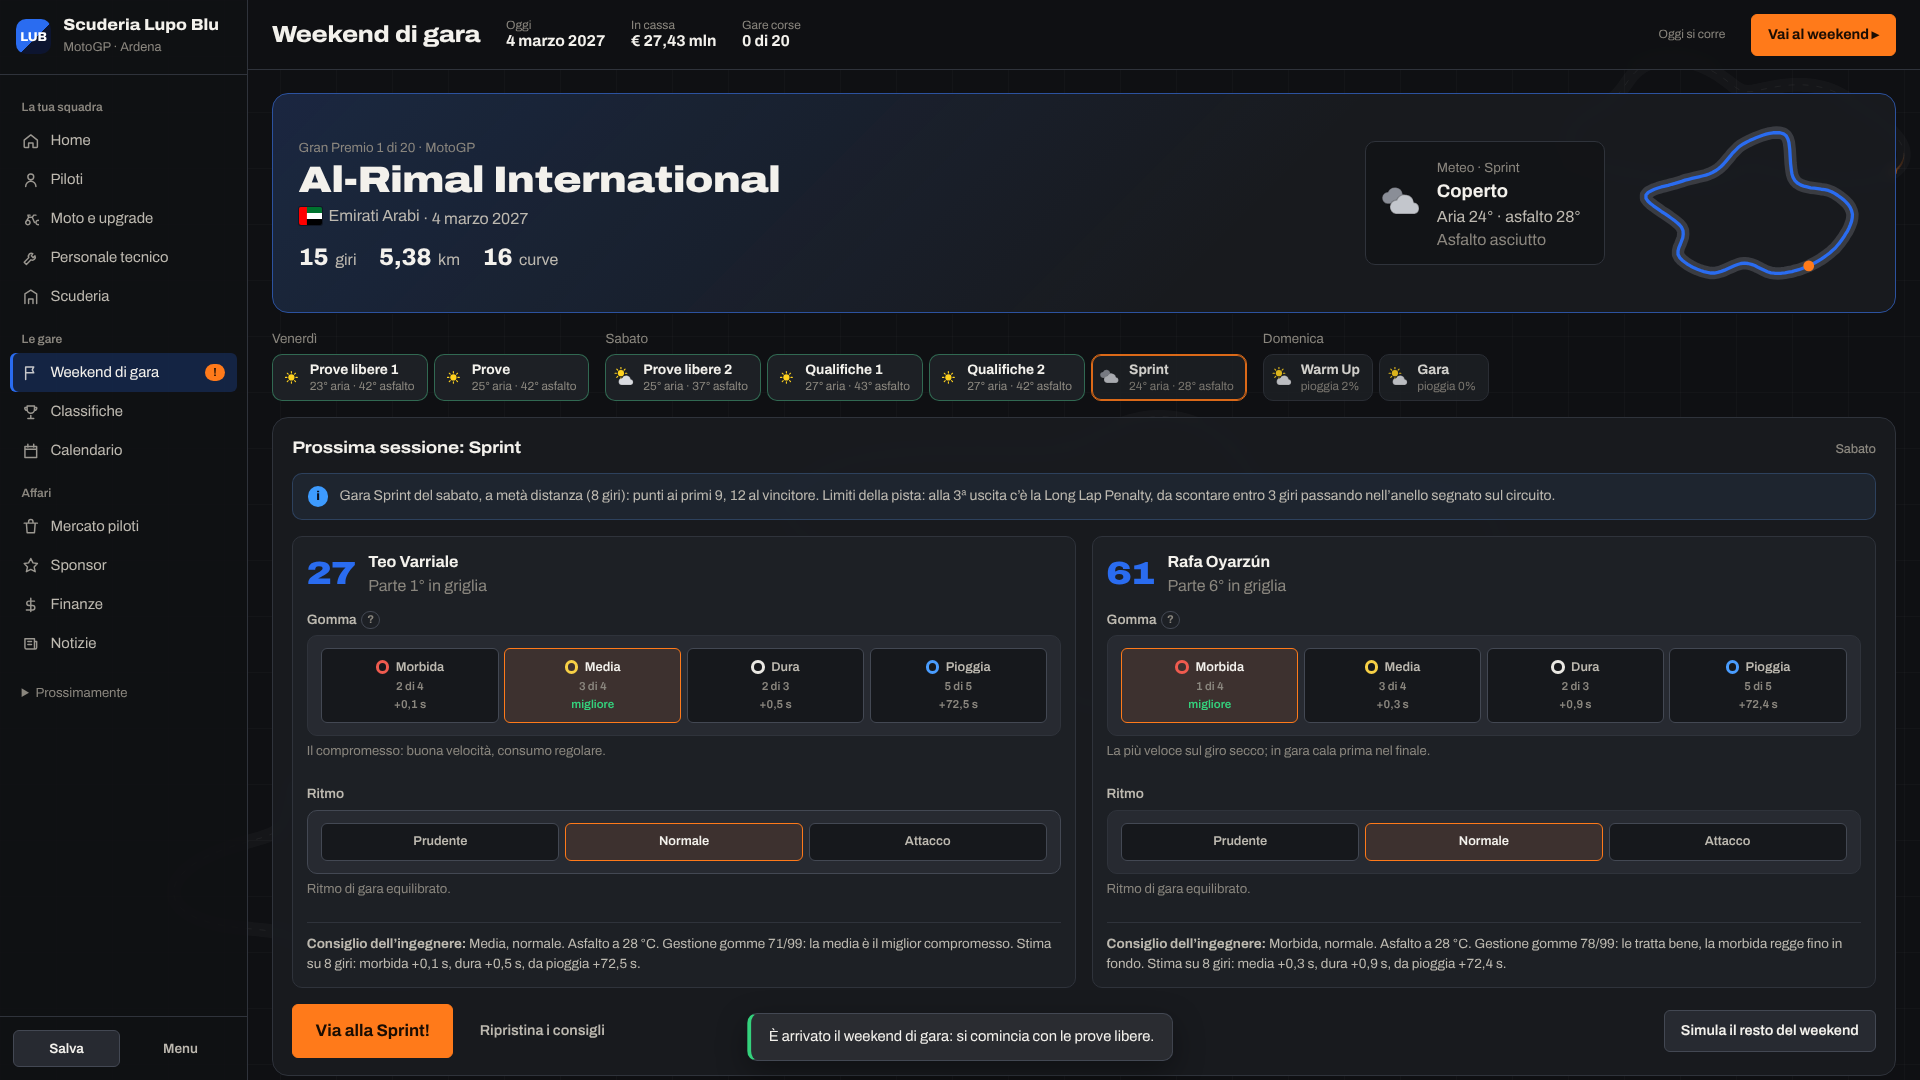 LUB
Scuderia Lupo Blu
MotoGP · Ardena
La tua squadra
Home
Piloti
Moto e upgrade
Personale tecnico
Scuderia
Le gare
Weekend di gara
!
Classifiche
Calendario
Affari
Mercato piloti
Sponsor
Finanze
Notizie
▶ Prossimamente
Salva
Menu
Weekend di gara
Oggi
4 marzo 2027
In cassa
€ 27,43 mln
Gare corse
0 di 20
Oggi si corre
Vai al weekend ▸
Gran Premio 1 di 20 · MotoGP
Al-Rimal International
Emirati Arabi · 4 marzo 2027
15 giri 5,38 km 16 curve
Meteo · Sprint
Coperto
Aria 24° · asfalto 28°
Asfalto asciutto
Venerdì
Prove libere 1
23° aria · 42° asfalto
Prove
25° aria · 42° asfalto
Sabato
Prove libere 2
25° aria · 37° asfalto
Qualifiche 1
27° aria · 43° asfalto
Qualifiche 2
27° aria · 42° asfalto
Sprint
24° aria · 28° asfalto
Domenica
Warm Up
pioggia 2%
Gara
pioggia 0%
Prossima sessione: Sprint
Sabato
i
Gara Sprint del sabato, a metà distanza (8 giri): punti ai primi 9, 12 al vincitore. Limiti della pista: alla 3ª uscita c’è la Long Lap Penalty, da scontare entro 3 giri passando nell’anello segnato sul circuito.
27
Teo Varriale
Parte 1° in griglia
Gomma ?
Morbida
2 di 4
+0,1 s
Media
3 di 4
migliore
Dura
2 di 3
+0,5 s
Pioggia
5 di 5
+72,5 s
Il compromesso: buona velocità, consumo regolare.
Ritmo
Prudente
Normale
Attacco
Ritmo di gara equilibrato.
Consiglio dell’ingegnere: Media, normale. Asfalto a 28 °C. Gestione gomme 71/99: la media è il miglior compromesso. Stima
su 8 giri: morbida +0,1 s, dura +0,5 s, da pioggia +72,5 s.
61
Rafa Oyarzún
Parte 6° in griglia
Gomma ?
Morbida
1 di 4
migliore
Media
3 di 4
+0,3 s
Dura
2 di 3
+0,9 s
Pioggia
5 di 5
+72,4 s
La più veloce sul giro secco; in gara cala prima nel finale.
Ritmo
Prudente
Normale
Attacco
Ritmo di gara equilibrato.
Consiglio dell’ingegnere: Morbida, normale. Asfalto a 28 °C. Gestione gomme 78/99: le tratta bene, la morbida regge fino in
fondo. Stima su 8 giri: media +0,3 s, dura +0,9 s, da pioggia +72,4 s.
Via alla Sprint!
Ripristina i consigli
È arrivato il weekend di gara: si comincia con le prove libere.
Simula il resto del weekend